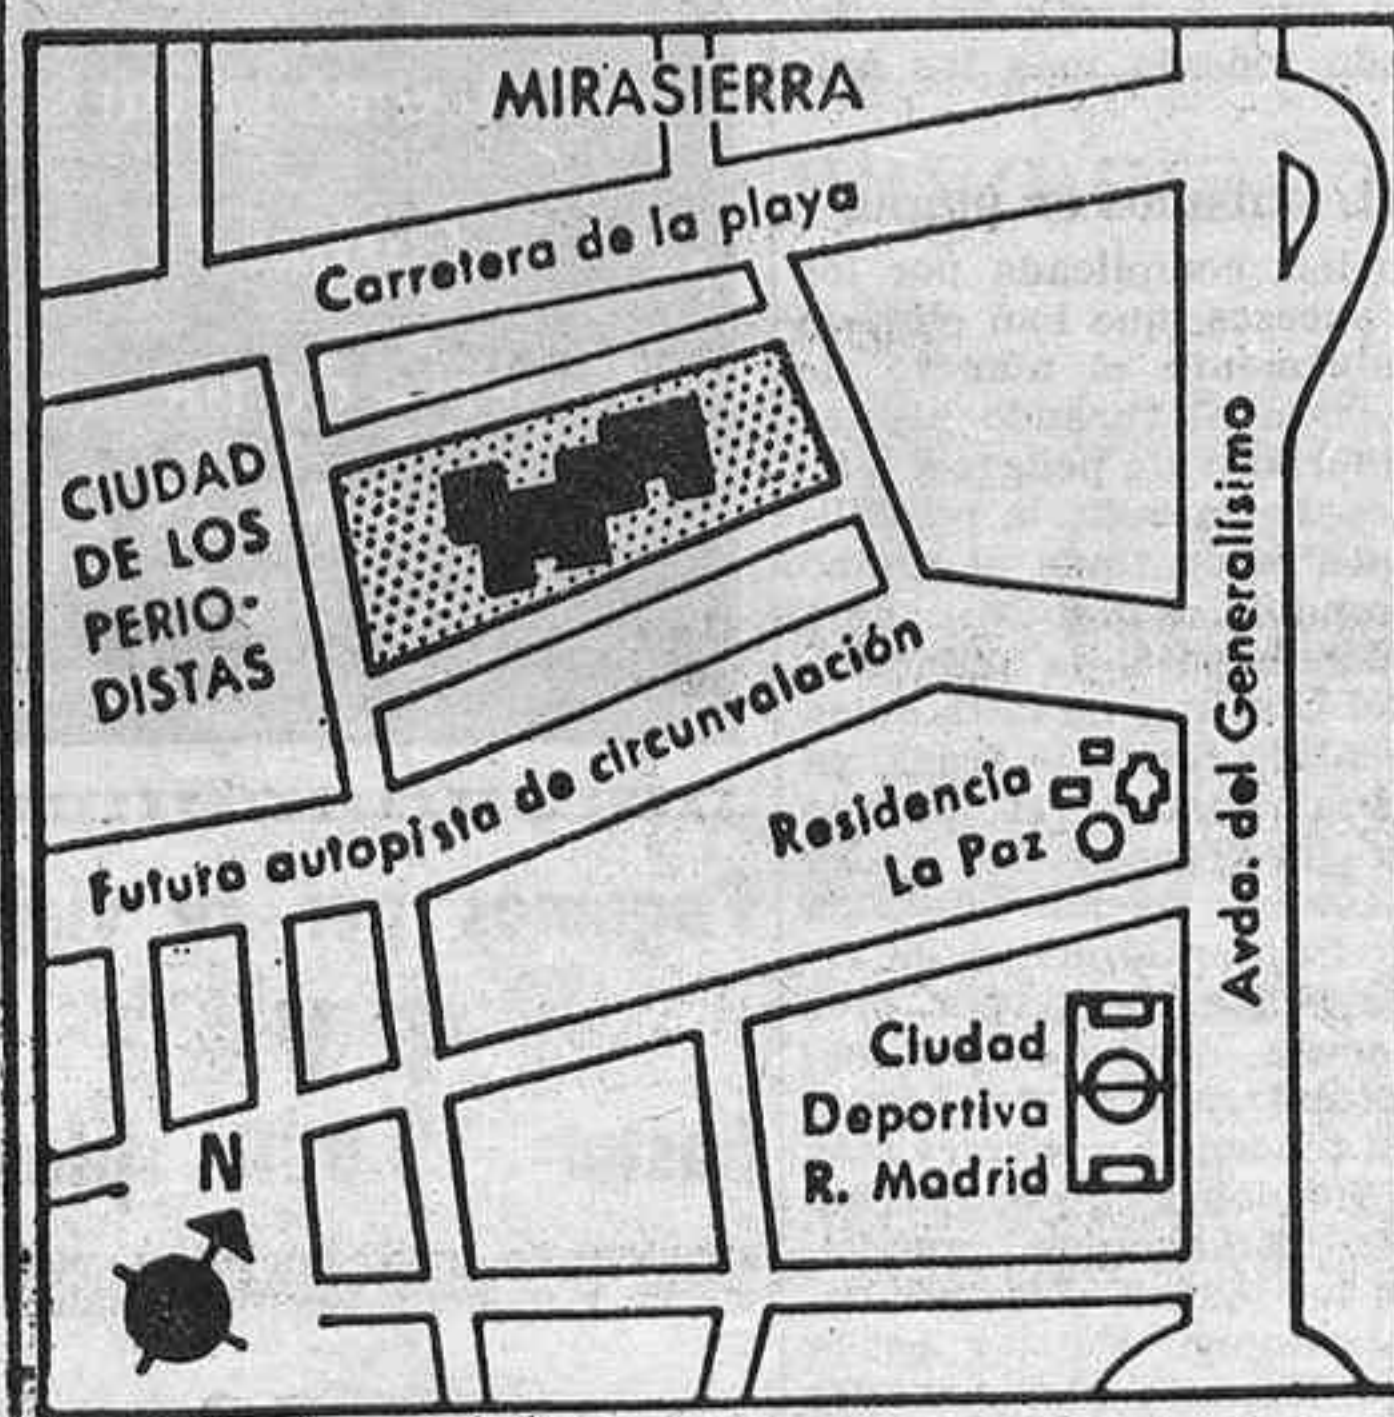 MIRASIERRA
Carretera de la playa
CIUDAD
DE LOS
PERIO-
DISTAS
Avda. del Generalísimo
Futura autopista de circunvalación
Residencia
La Paz
Ciudad
Deportiva
R. Madrid
N